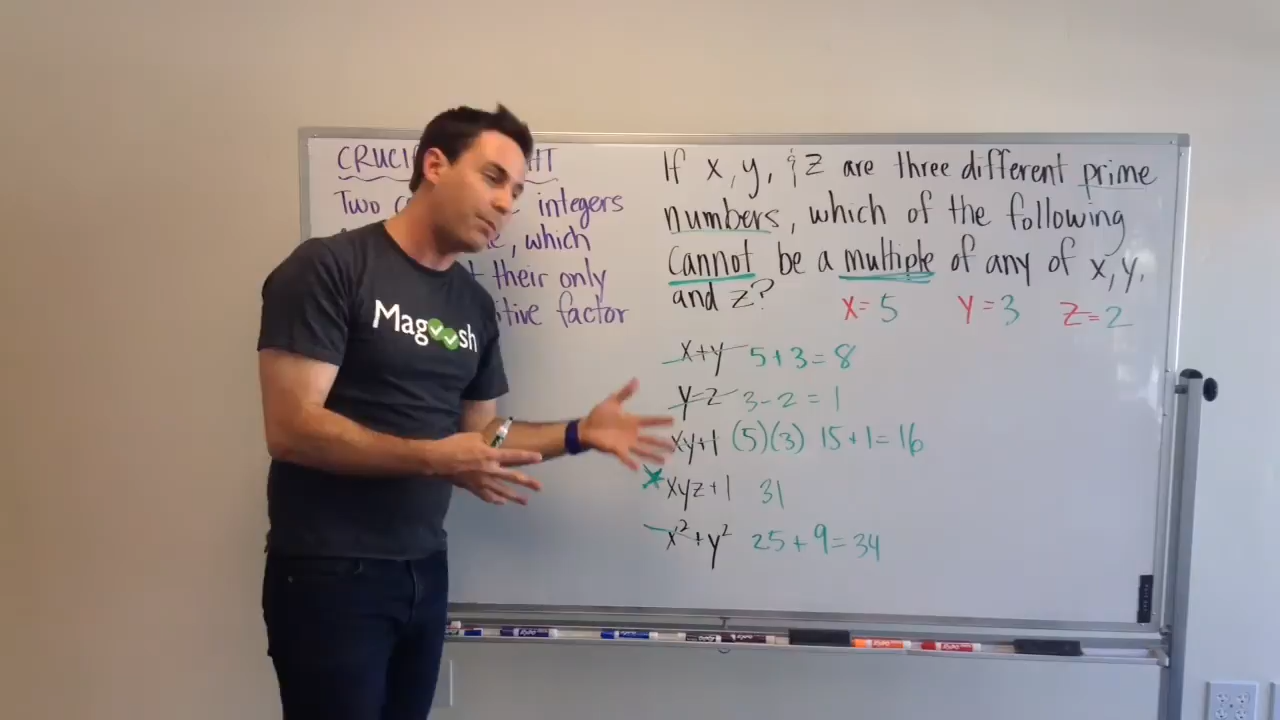 CRUCI HT
Two integers
, which
their only
itive factor
If x, y, & z are three different prime
numbers, which of the following
cannot be a multiple of any of x, y,
and z?
x=5 y=3 z=2
x+y 5+3=8
y-z 3-2=1
xy+1 (5)(3) 15+1=16
xyz+1 31
x²+y² 25+9=34
Magoosh